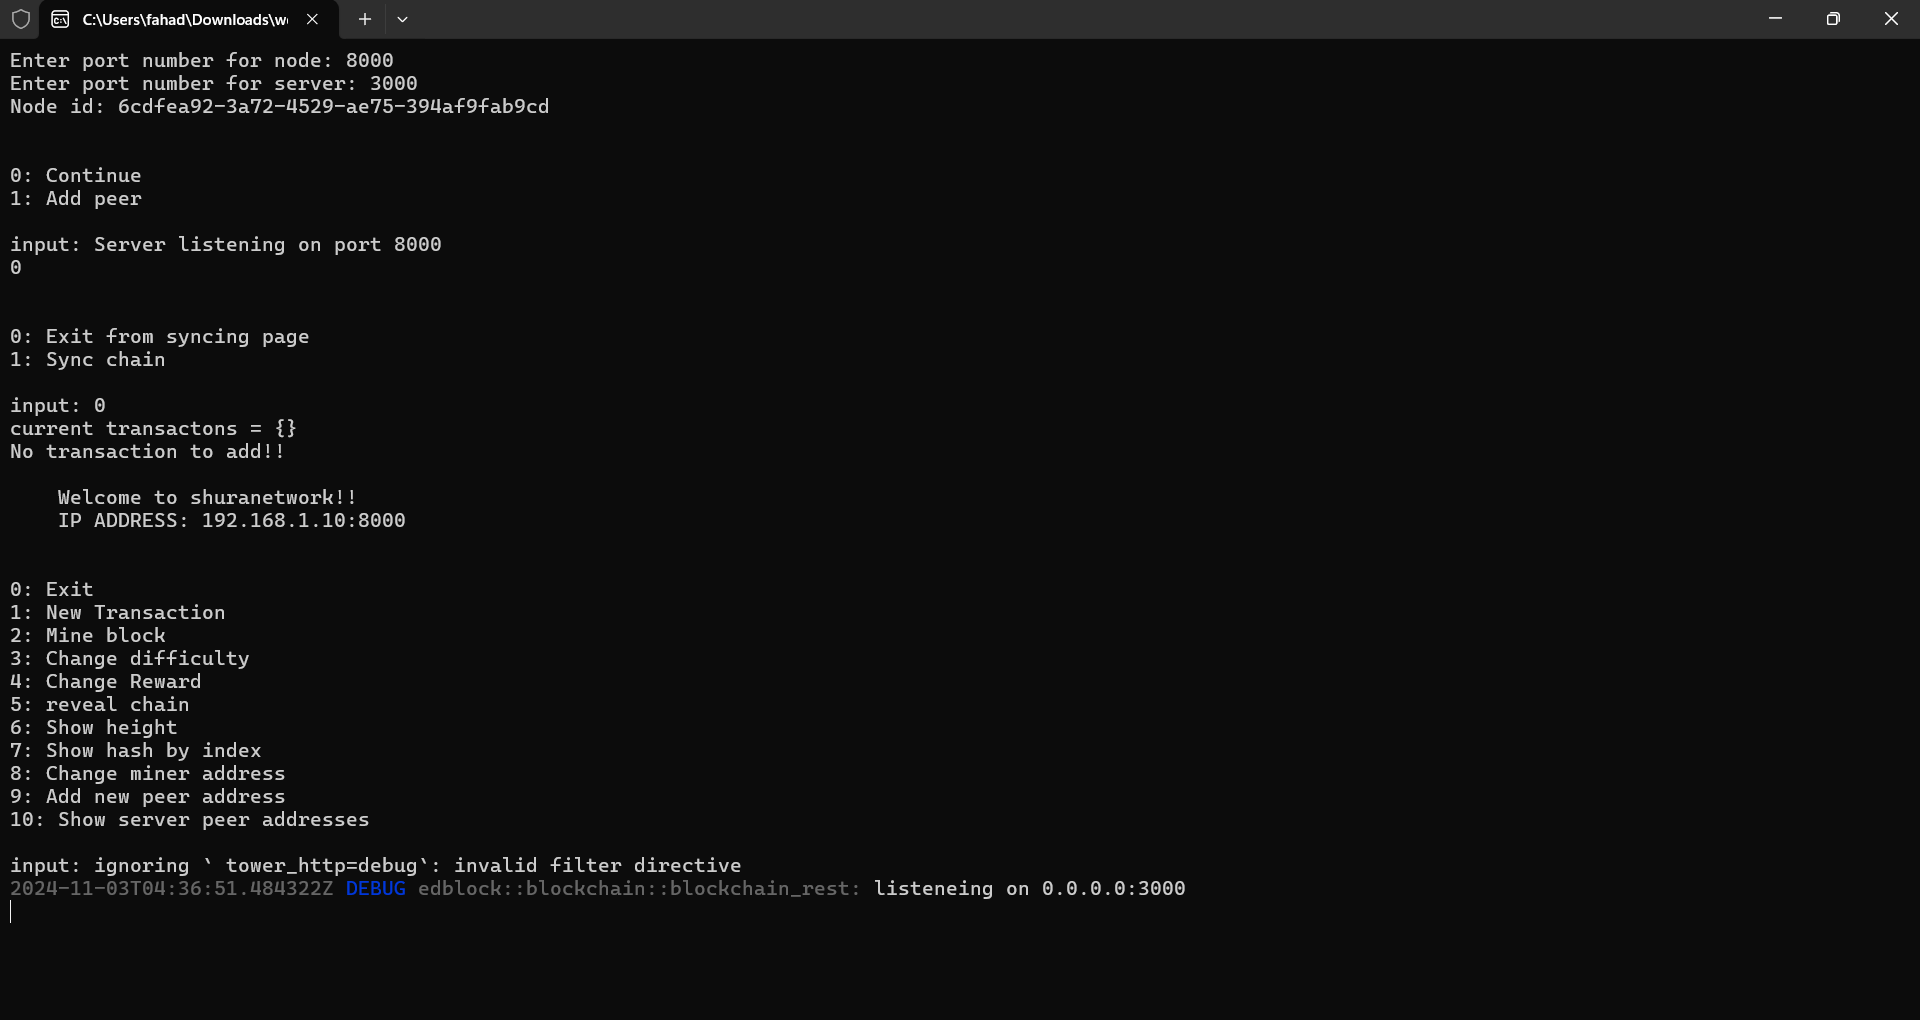 C:\Users\fahad\Downloads\w
Enter port number for node: 8000
Enter port number for server: 3000
Node id: 6cdfea92-3a72-4529-ae75-394af9fab9cd
0: Continue
1: Add peer
input: Server listening on port 8000
0
0: Exit from syncing page
1: Sync chain
input: 0
current transactons = {}
No transaction to add!!
Welcome to shuranetwork!!
IP ADDRESS: 192.168.1.10:8000
0: Exit
1: New Transaction
2: Mine block
3: Change difficulty
4: Change Reward
5: reveal chain
6: Show height
7: Show hash by index
8: Change miner address
9: Add new peer address
10: Show server peer addresses
input: ignoring ` tower_http=debug`: invalid filter directive
2024-11-03T04:36:51.484322Z DEBUG edblock::blockchain::blockchain_rest: listeneing on 0.0.0.0:3000